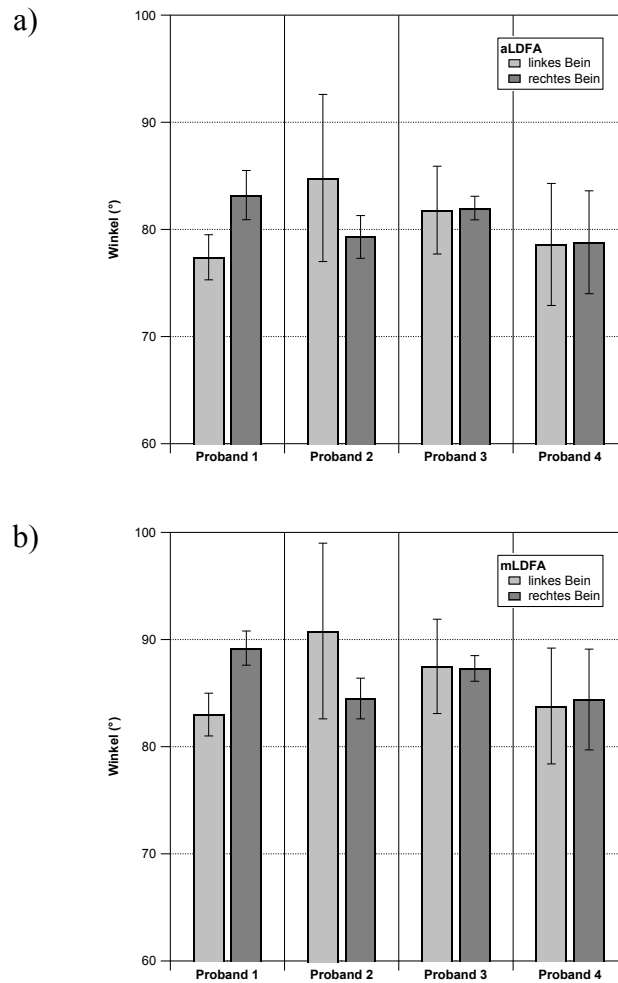 a)
100
90
80
70
60
Winkel (°)
aLDFA
linkes Bein
rechtes Bein
Proband 1
Proband 2
Proband 3
Proband 4
b)
100
90
80
70
60
Winkel (°)
mLDFA
linkes Bein
rechtes Bein
Proband 1
Proband 2
Proband 3
Proband 4